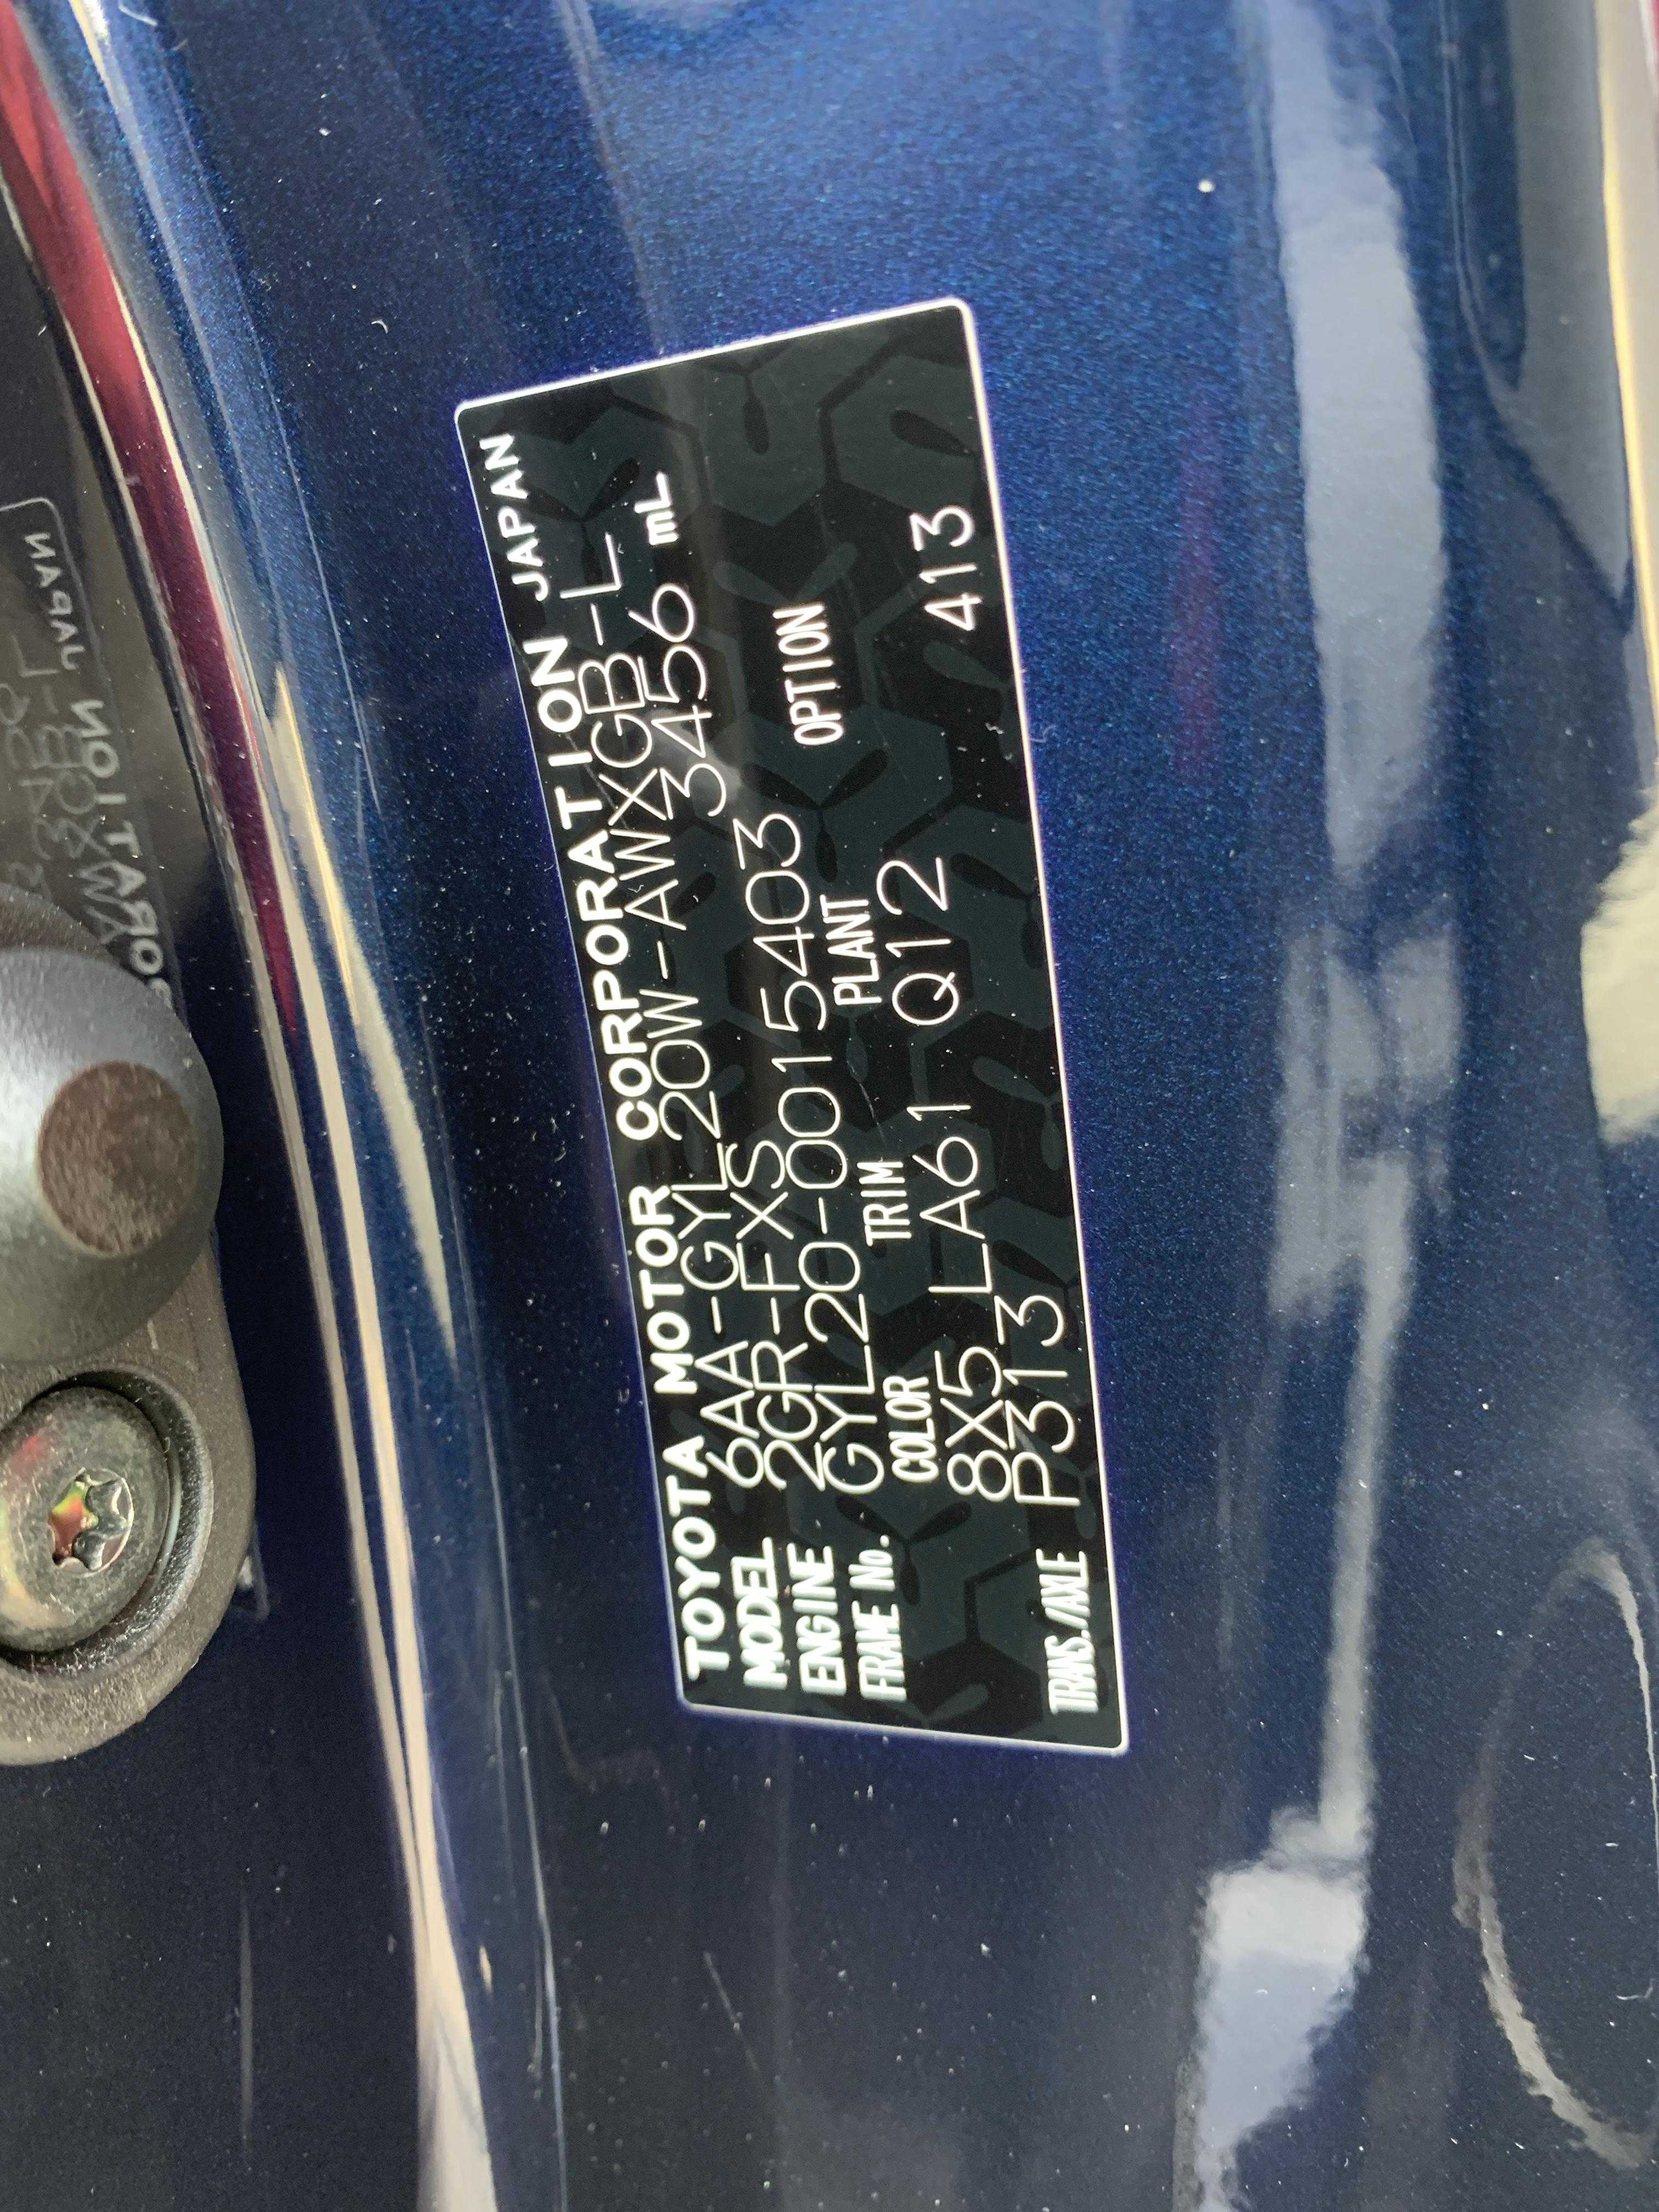 TOYOTA MOTOR CORPORATION JAPAN
MODEL 6AA-GYL20W-AWXGB-L
ENGINE 2GR-FXS 3456 mL
FRAME No. GYL20-0015403
COLOR TRIM PLANT OPTION
8X5 LA61 Q12 413
TRANS./AXLE P313